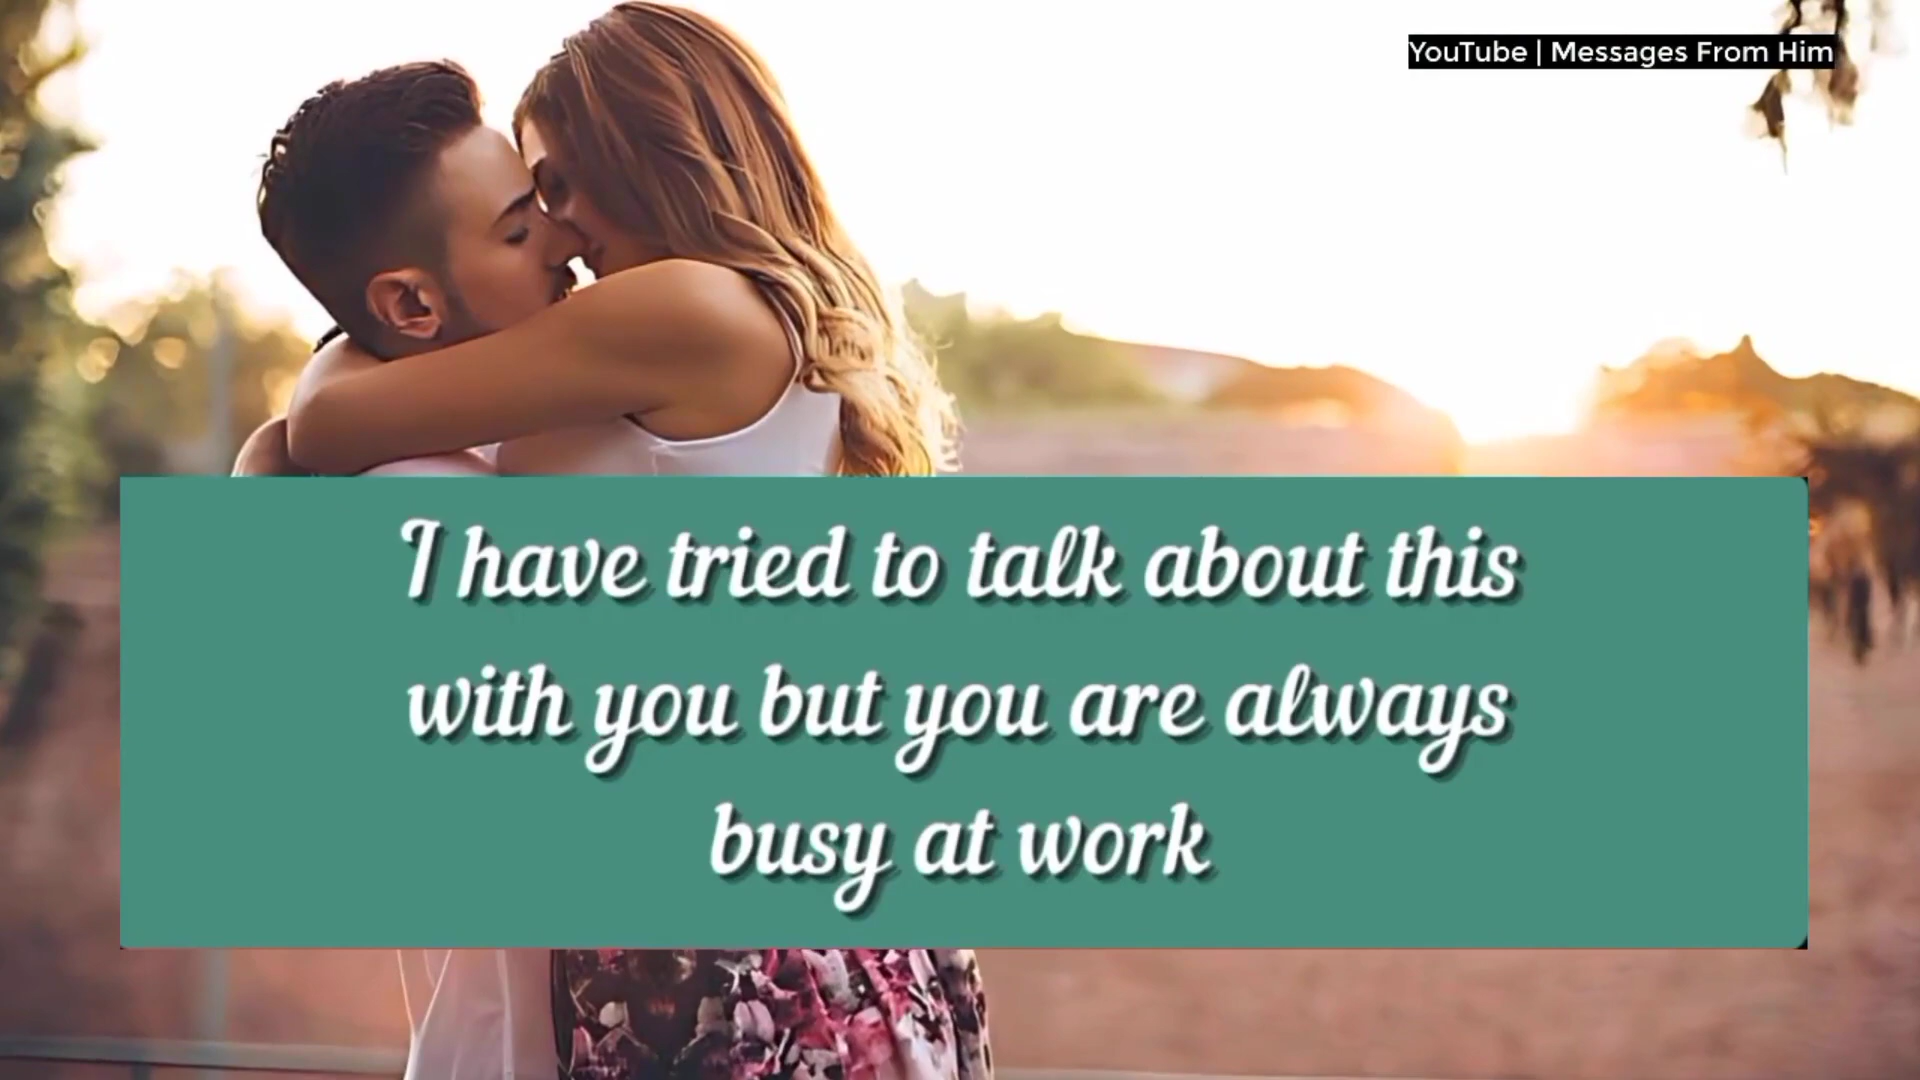 YouTube | Messages From Him
I have tried to talk about this
with you but you are always
busy at work